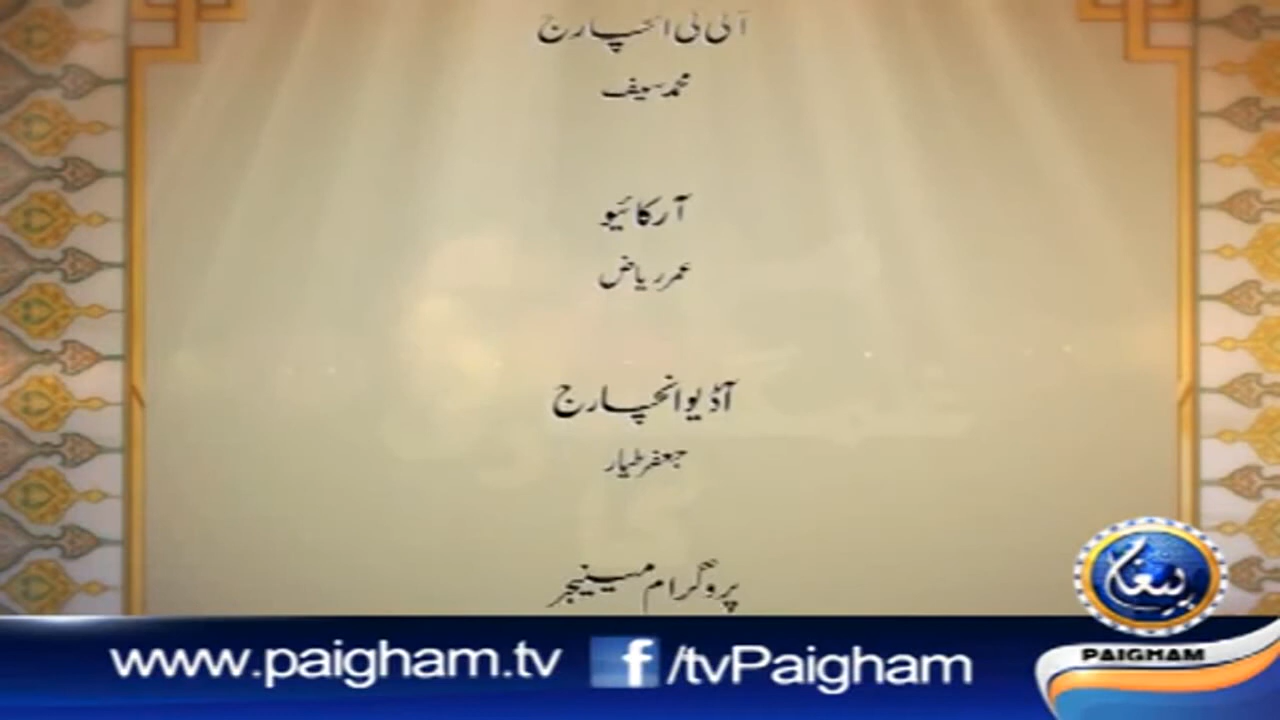 آئی ٹی انچارج
محمد سیف
آرکائیو
عمر ریاض
آڈیو انچارج
جعفر طیار
پروگرام مینیجر
پیغام
PAIGHAM
www.paigham.tv f/tvPaigham